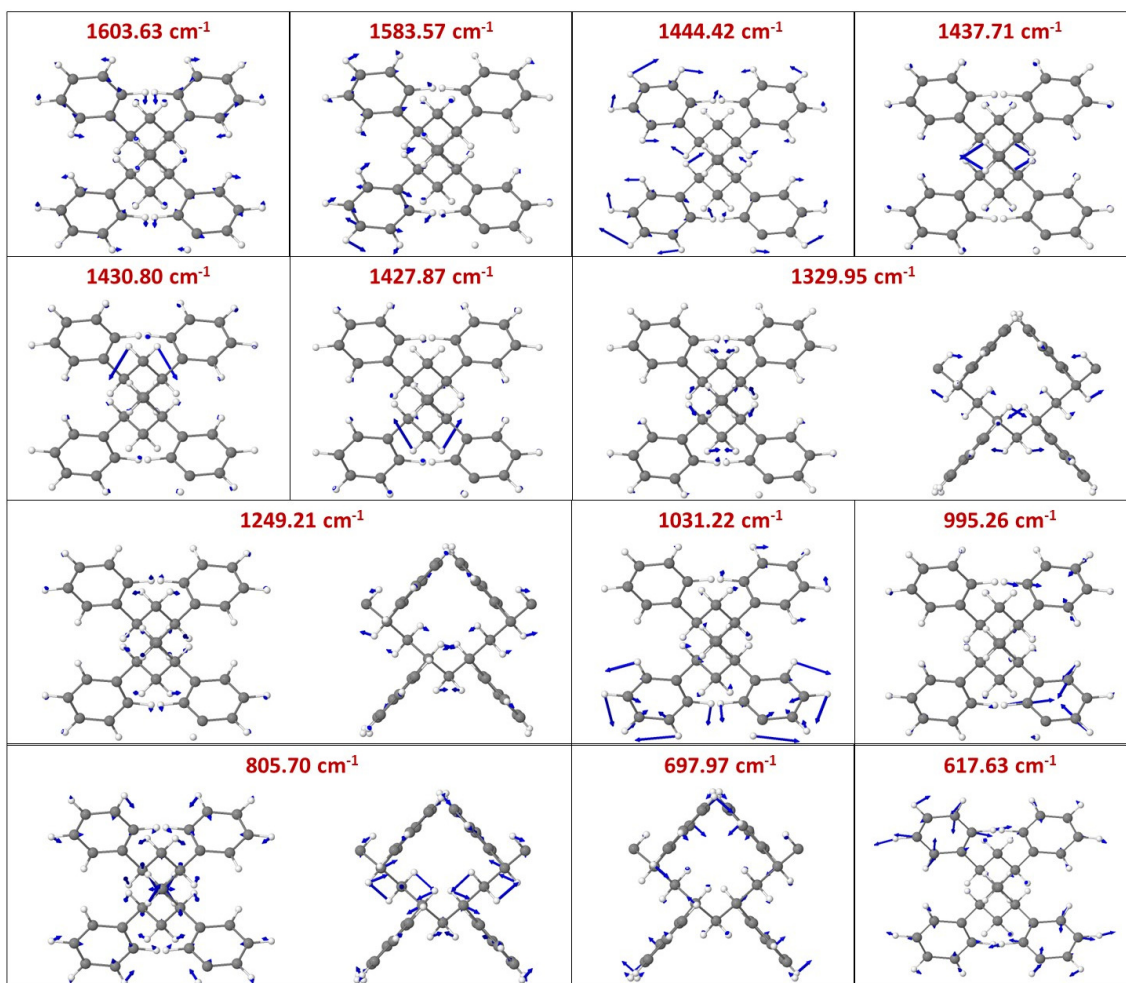 1603.63 cm-1
1583.57 cm-1
1444.42 cm-1
1437.71 cm-1
1430.80 cm-1
1427.87 cm-1
1329.95 cm-1
1249.21 cm-1
1031.22 cm-1
995.26 cm-1
805.70 cm-1
697.97 cm-1
617.63 cm-1